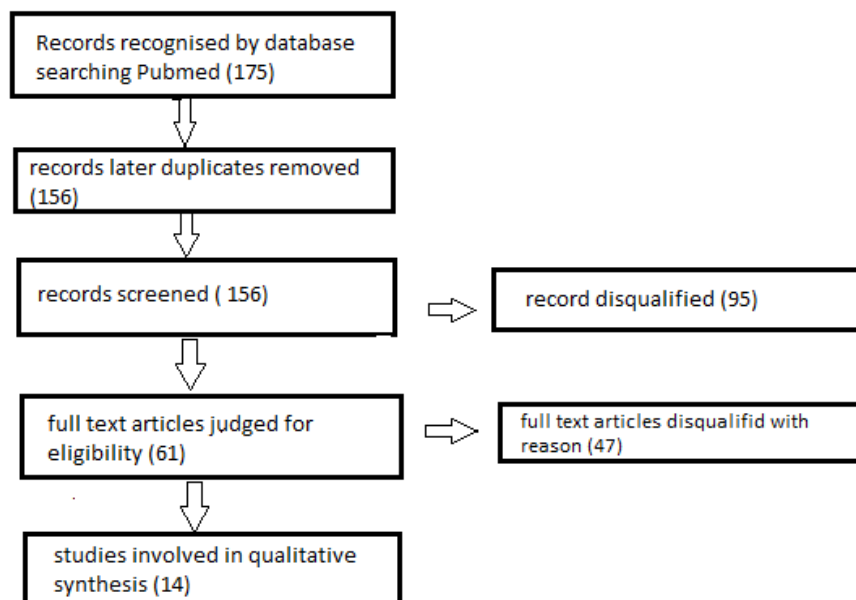 Records recognised by database
searching Pubmed (175)
records later duplicates removed
(156)
records screened ( 156)
record disqualified (95)
full text articles judged for
eligibility (61)
full text articles disqualifid with
reason (47)
studies involved in qualitative
synthesis (14)